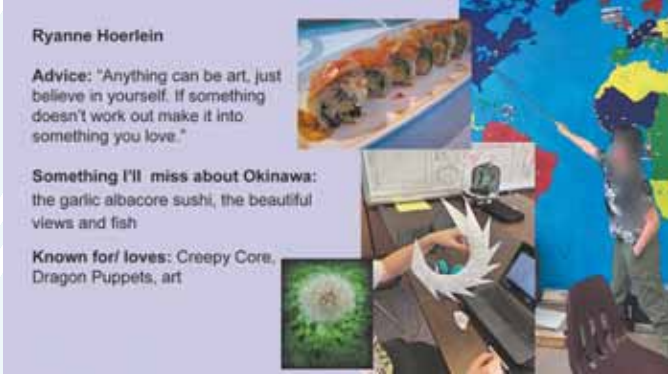 Ryanne Hoerlein
Advice: "Anything can be art, just
believe in yourself. If something
doesn't work out make it into
something you love."
Something I'll miss about Okinawa:
the garlic albacore sushi, the beautiful
views and fish
Known for/ loves: Creepy Core,
Dragon Puppets, art